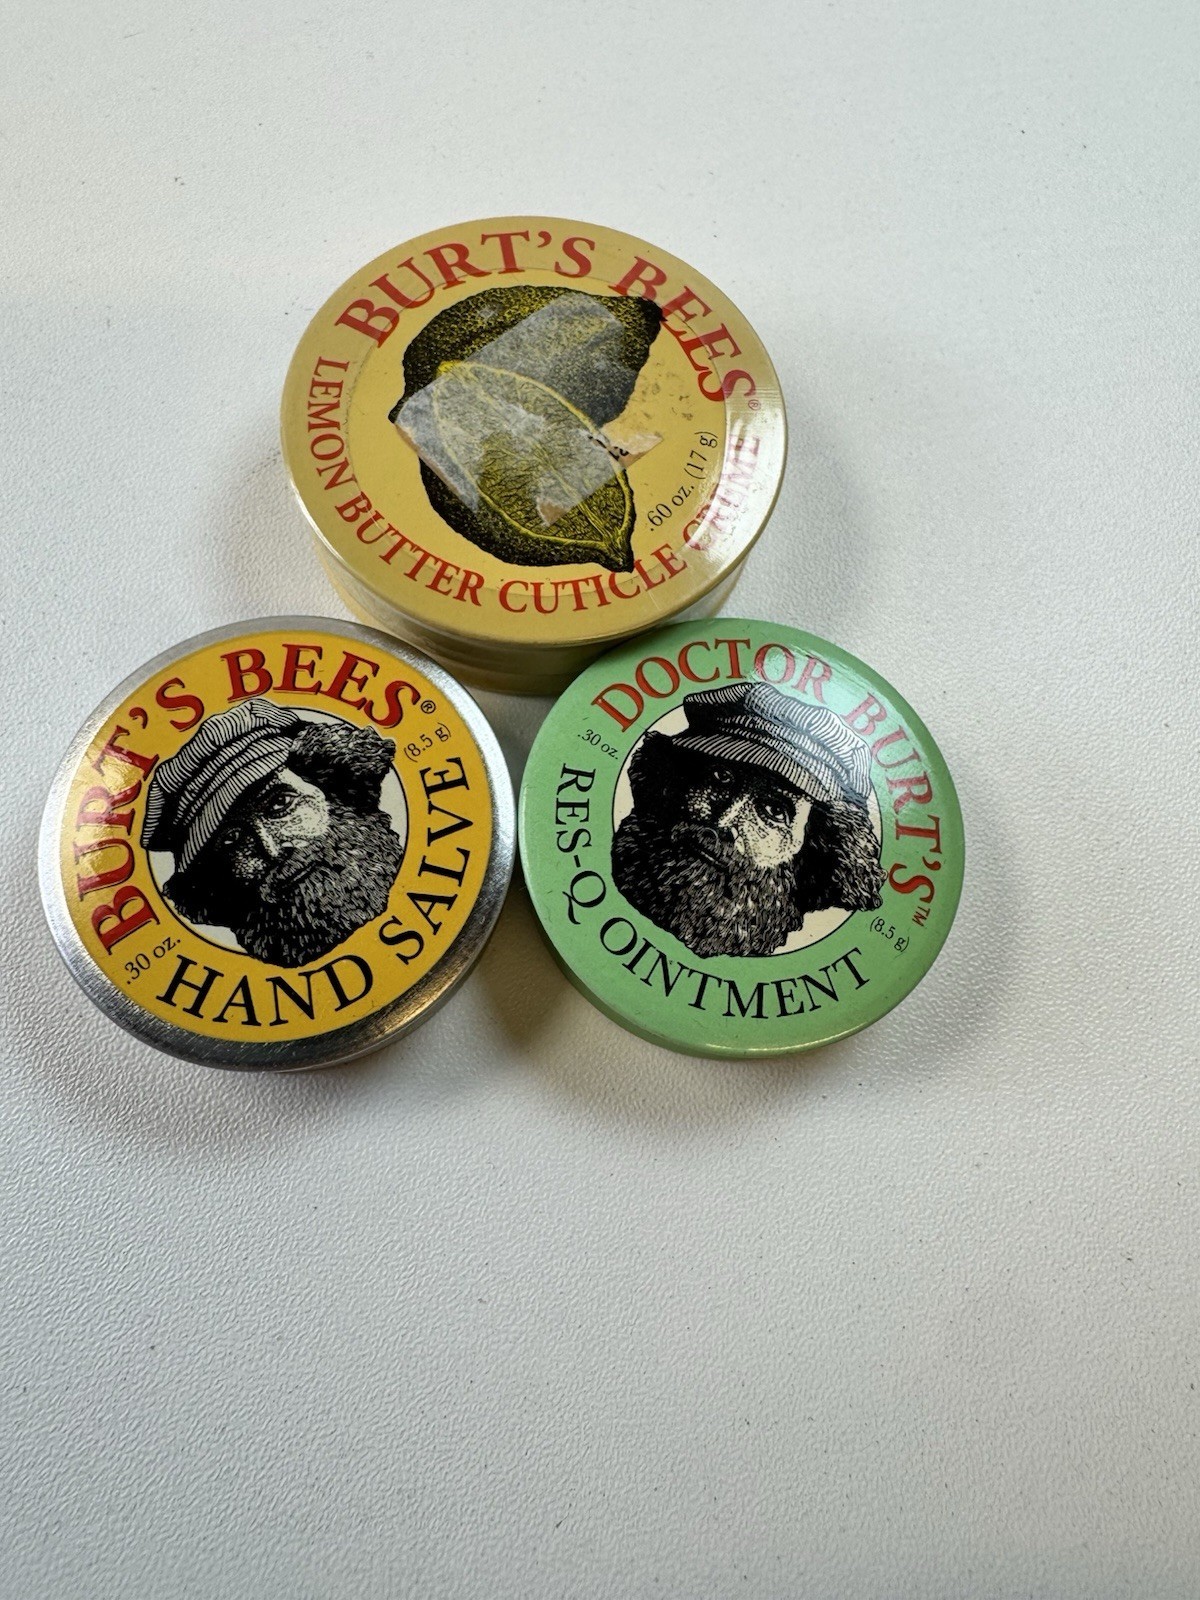 BURT'S BEES®
.60 oz. (17 g)
LEMON BUTTER CUTICLE CREME
BURT'S BEES®
.30 oz. (8.5 g)
HAND SALVE
DOCTOR BURT'S™
.30 oz. (8.5 g)
RES-Q OINTMENT